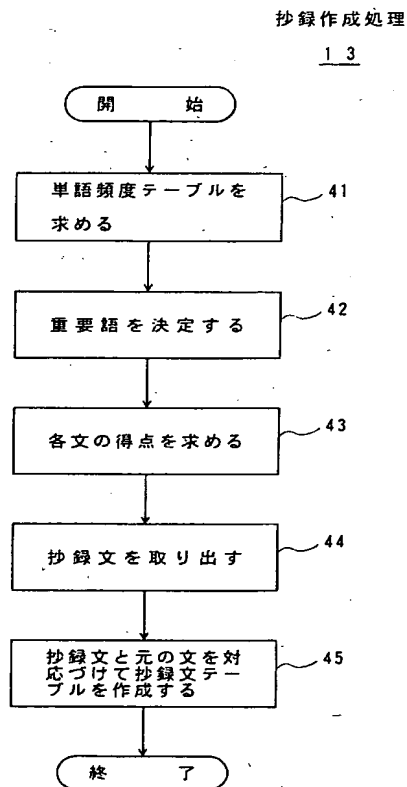 抄録作成処理
13
開始
単語頻度テーブルを
求める
41
重要語を決定する
42
各文の得点を求める
43
抄録文を取り出す
44
抄録文と元の文を対
応づけて抄録文テー
ブルを作成する
45
終了